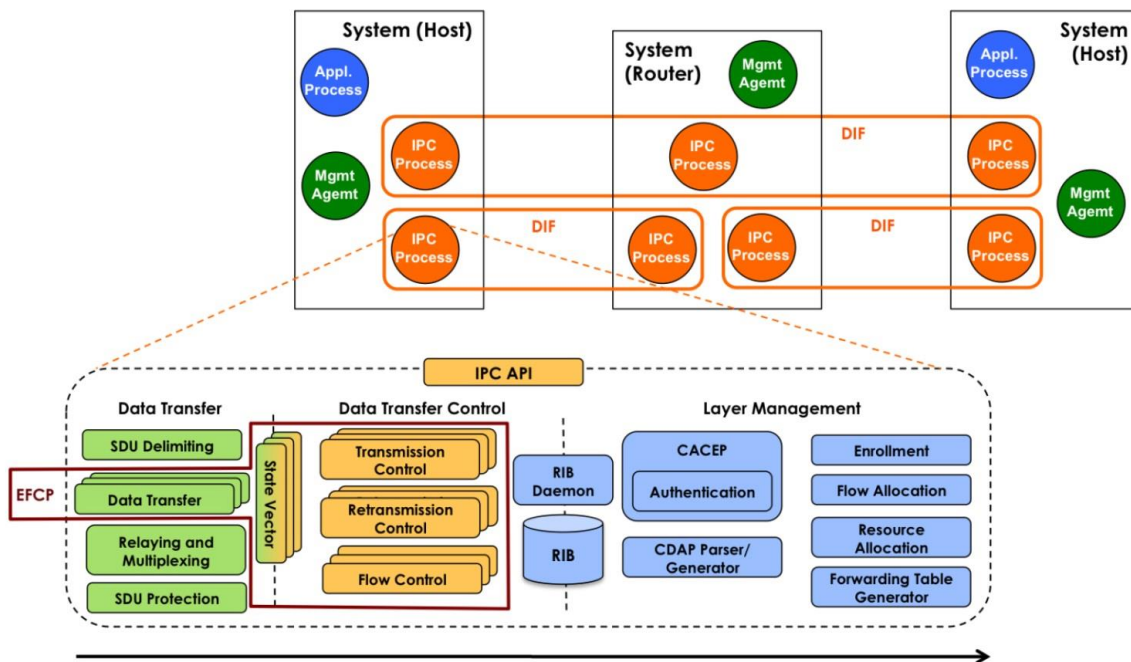 System (Host)
System
(Router)
System
(Host)
Appl.
Process
Mgmt
Agemt
Appl.
Process
IPC
Process
IPC
Process
DIF
IPC
Process
Mgmt
Agemt
Mgmt
Agemt
IPC
Process
DIF
IPC
Process
IPC
Process
DIF
IPC
Process
IPC API
Data Transfer
Data Transfer Control
Layer Management
SDU Delimiting
EFCP
Data Transfer
Relaying and
Multiplexing
SDU Protection
State Vector
Transmission
Control
Retransmission
Control
Flow Control
RIB
Daemon
RIB
CACEP
Authentication
CDAP Parser/
Generator
Enrollment
Flow Allocation
Resource
Allocation
Forwarding Table
Generator